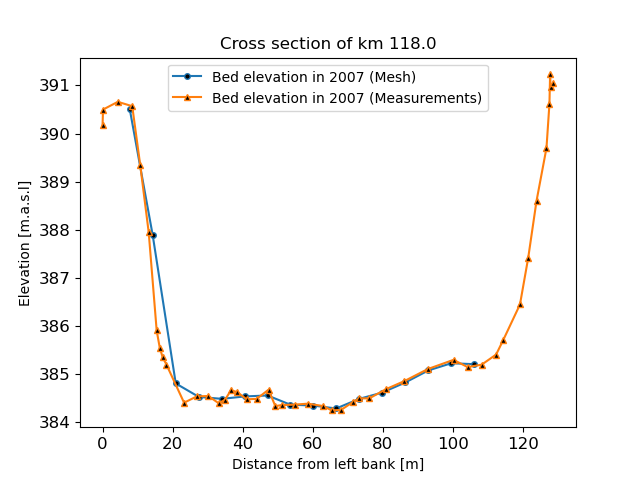 Cross section of km 118.0
Bed elevation in 2007 (Mesh)
Bed elevation in 2007 (Measurements)
Elevation [m.a.s.l]
391
390
389
388
387
386
385
384
0 20 40 60 80 100 120
Distance from left bank [m]